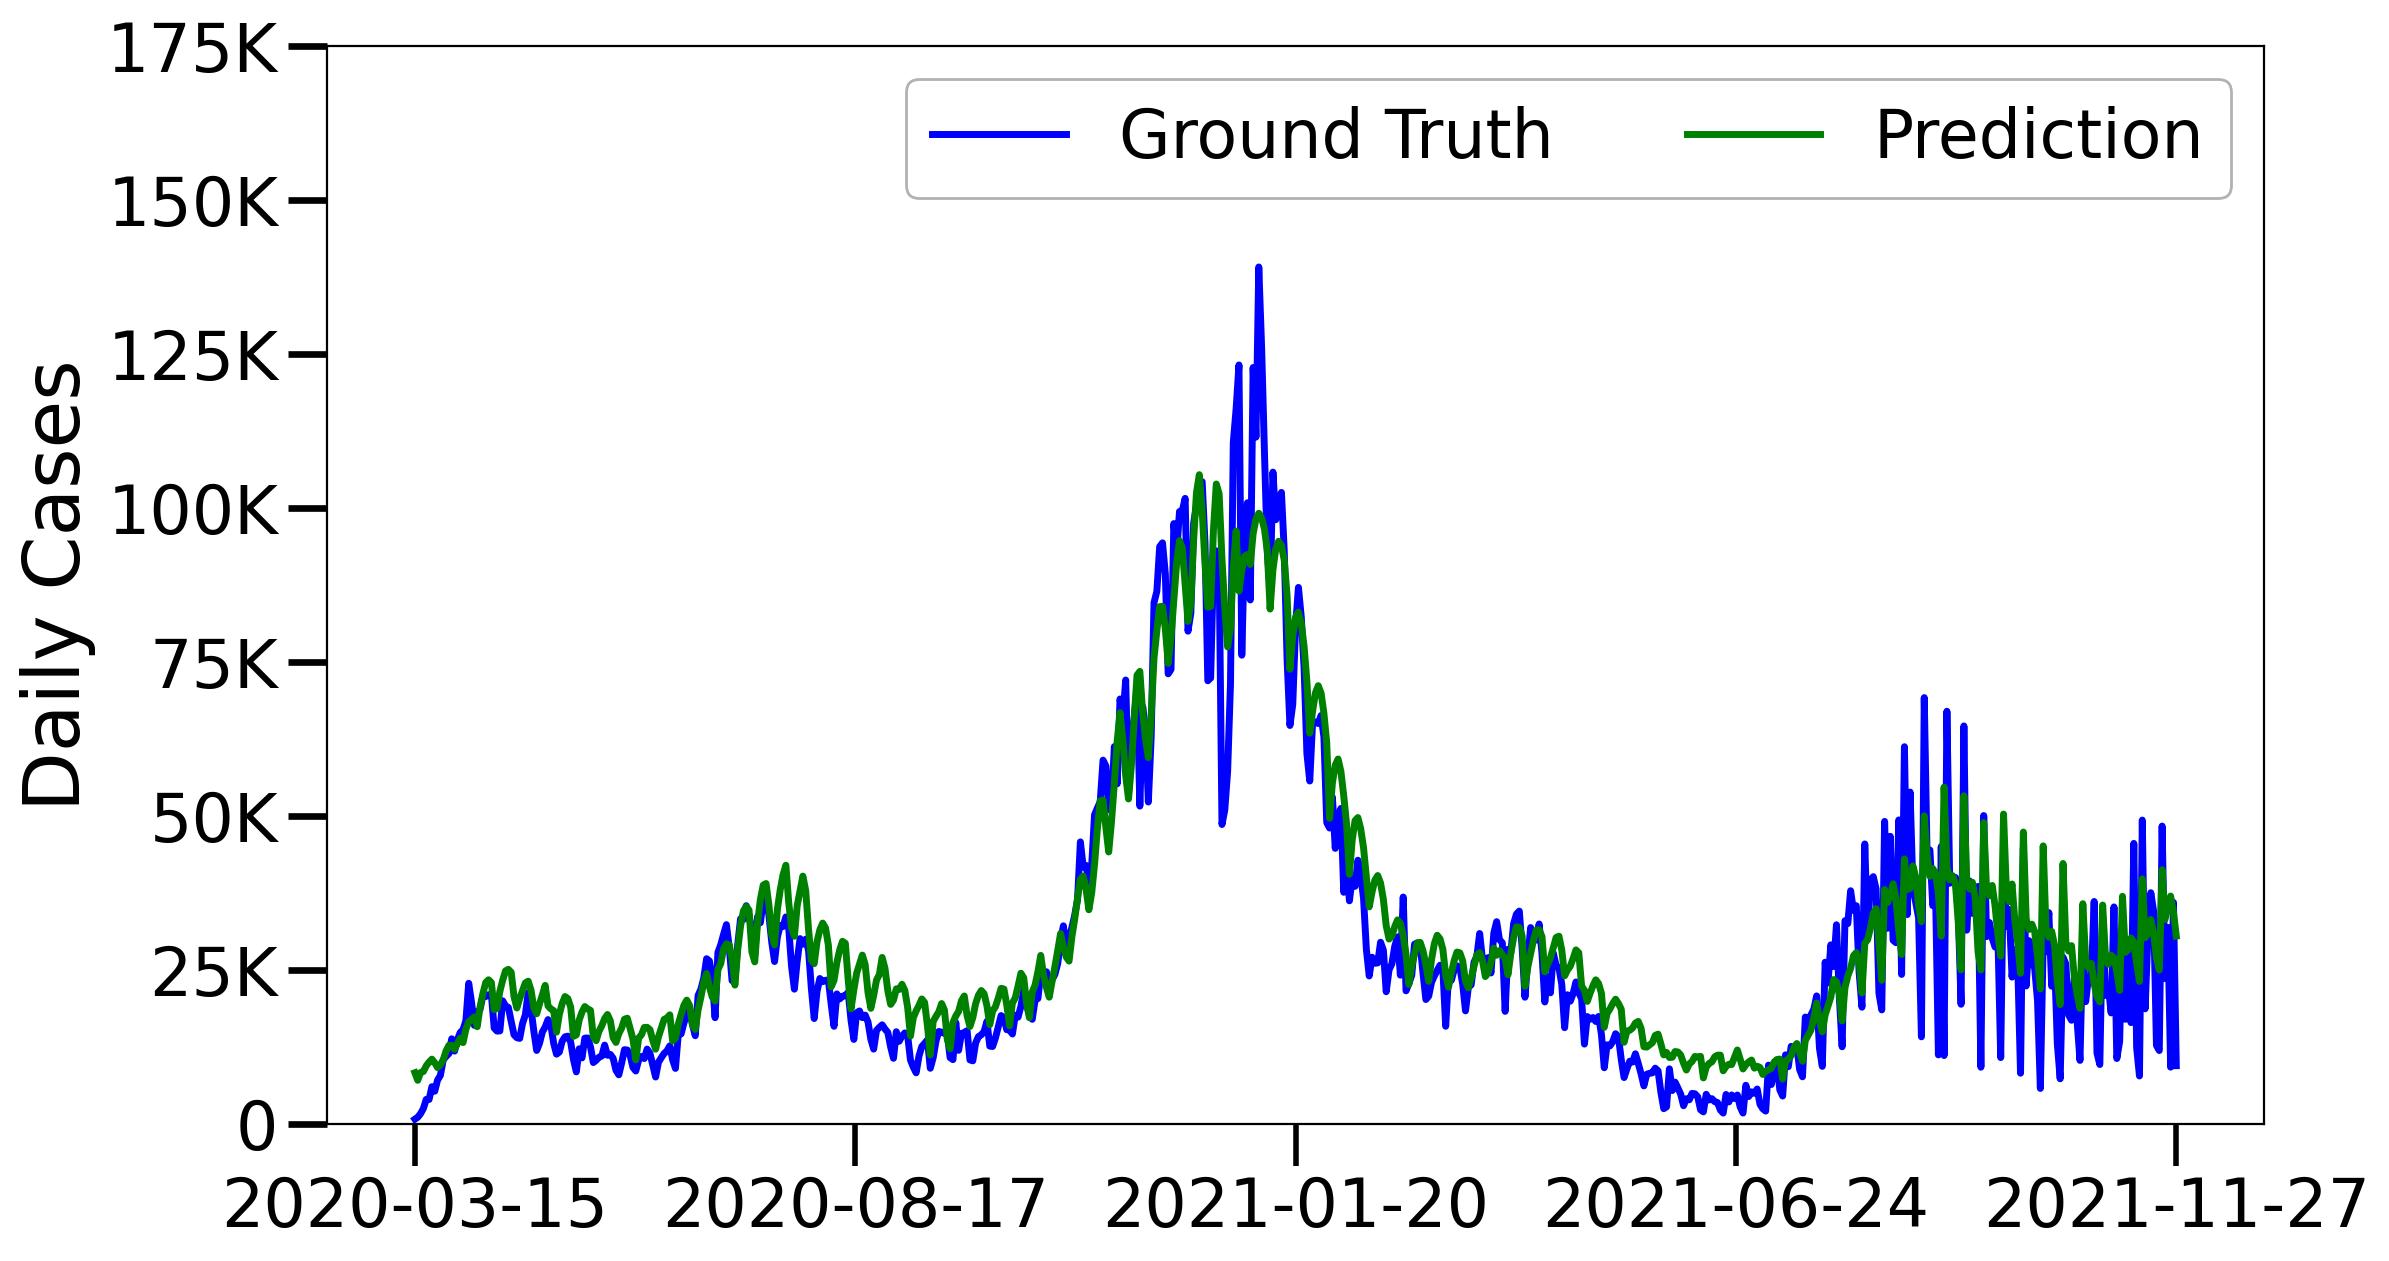 175K
150K
125K
100K
75K
50K
25K
0
Daily Cases
Ground Truth
Prediction
2020-03-15
2020-08-17
2021-01-20
2021-06-24
2021-11-27